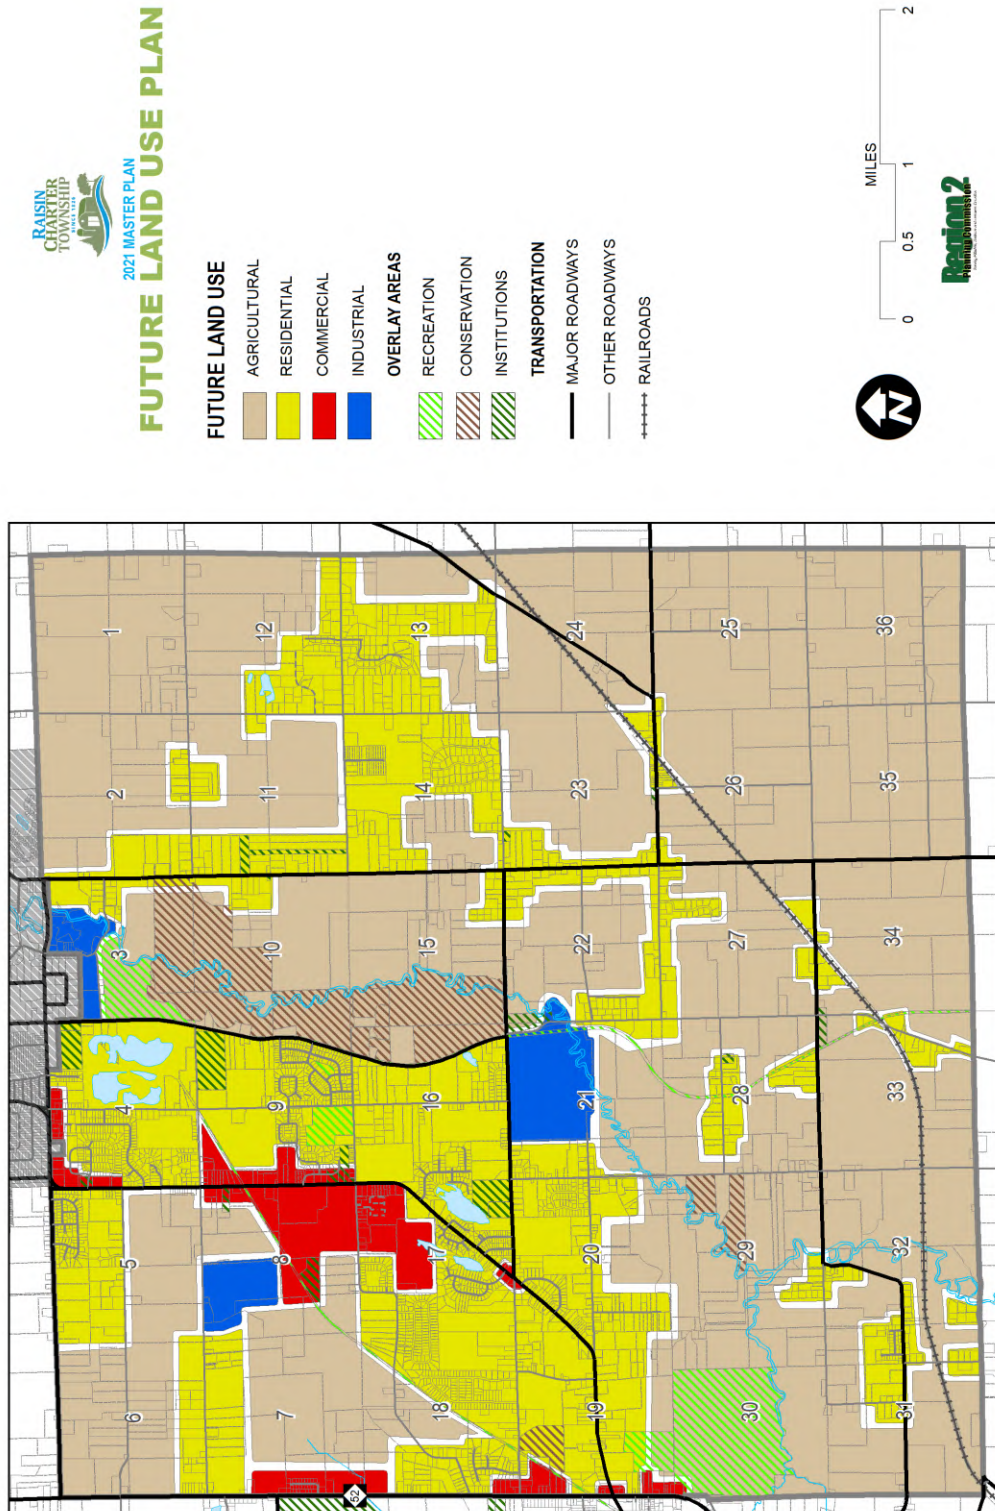 RAISIN
CHARTER
TOWNSHIP
SINCE 1826
2021 MASTER PLAN
FUTURE LAND USE PLAN
FUTURE LAND USE
AGRICULTURAL
RESIDENTIAL
COMMERCIAL
INDUSTRIAL
OVERLAY AREAS
RECREATION
CONSERVATION
INSTITUTIONS
TRANSPORTATION
MAJOR ROADWAYS
OTHER ROADWAYS
RAILROADS
N
MILES
0 0.5 1 2
Region 2
Planning Commission
6 5 4 3 2 1
7 8 9 10 11 12
18 17 16 15 14 13
19 20 21 22 23 24
30 29 28 27 26 25
31 32 33 34 35 36
52